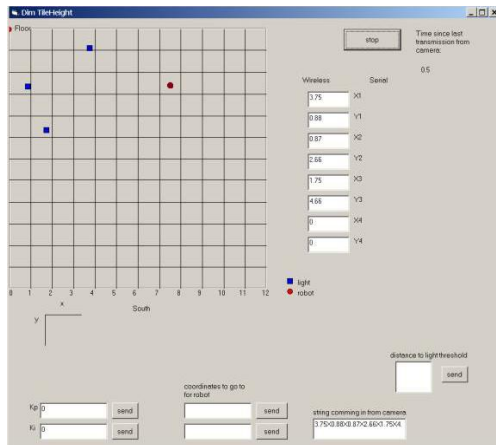 Dim TileHeight
Floor
stop
Time since last
transmission from
camera:
0.5
Wireless Serial
3.75 X1
0.88 Y1
0.87 X2
2.66 Y2
1.75 X3
4.66 Y3
0 X4
0 Y4
light
robot
0 1 2 3 4 5 6 7 8 9 10 11 12
x
South
y
distance to lightthreshold
send
coordinates to go to
for robot
Kp 0 send
send
string comming in from camera
Ki 0 send
send
3.75X0.88X0.87X2.66X1.75X4.